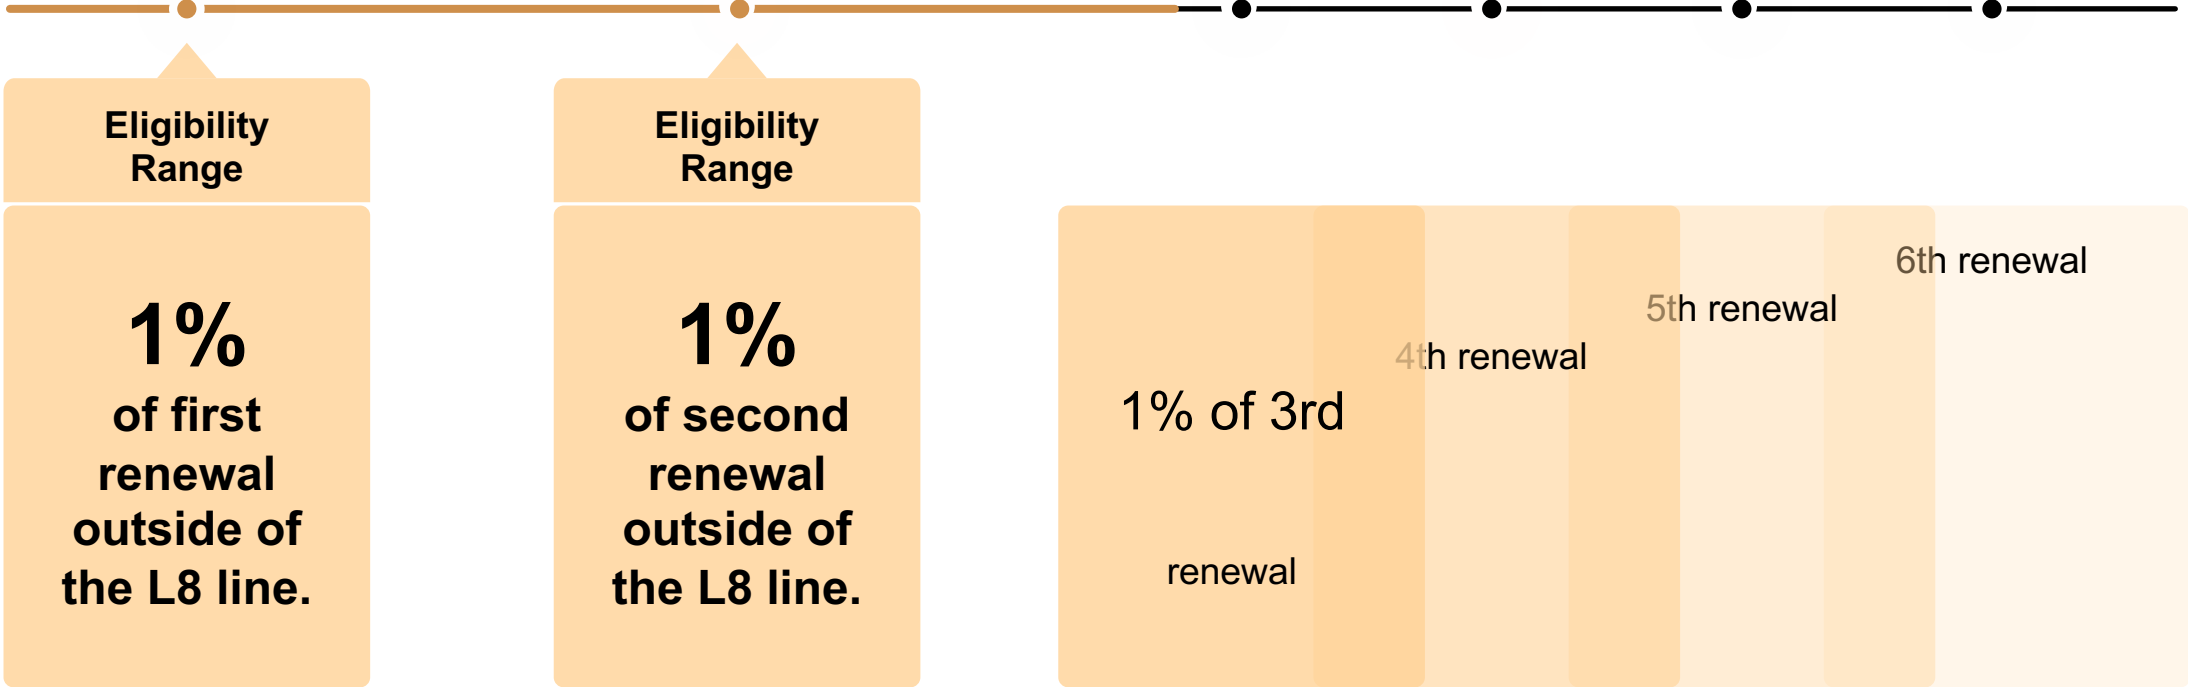 Eligibility
Range
1%
of first
renewal
outside of
the L8 line.
Eligibility
Range
1%
of second
renewal
outside of
the L8 line.
1% of 3rd
renewal
4th renewal
5th renewal
6th renewal